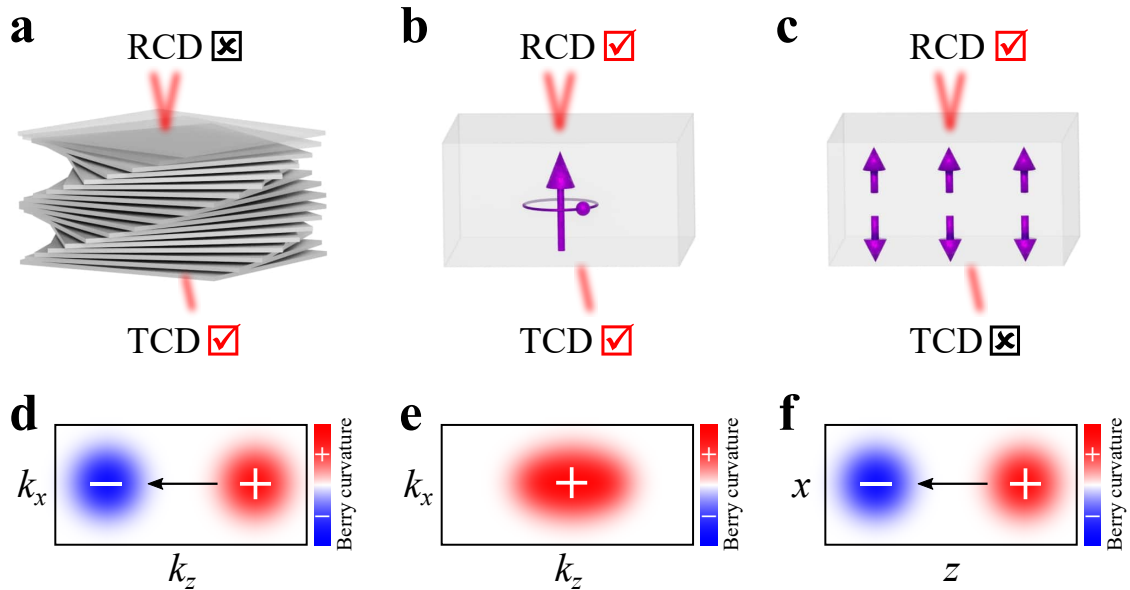 a
RCD
TCD
b
RCD
TCD
c
RCD
TCD
d
kx
kz
− +
Berry curvature
+
−
e
kx
kz
+
Berry curvature
+
−
f
x
z
− +
Berry curvature
+
−